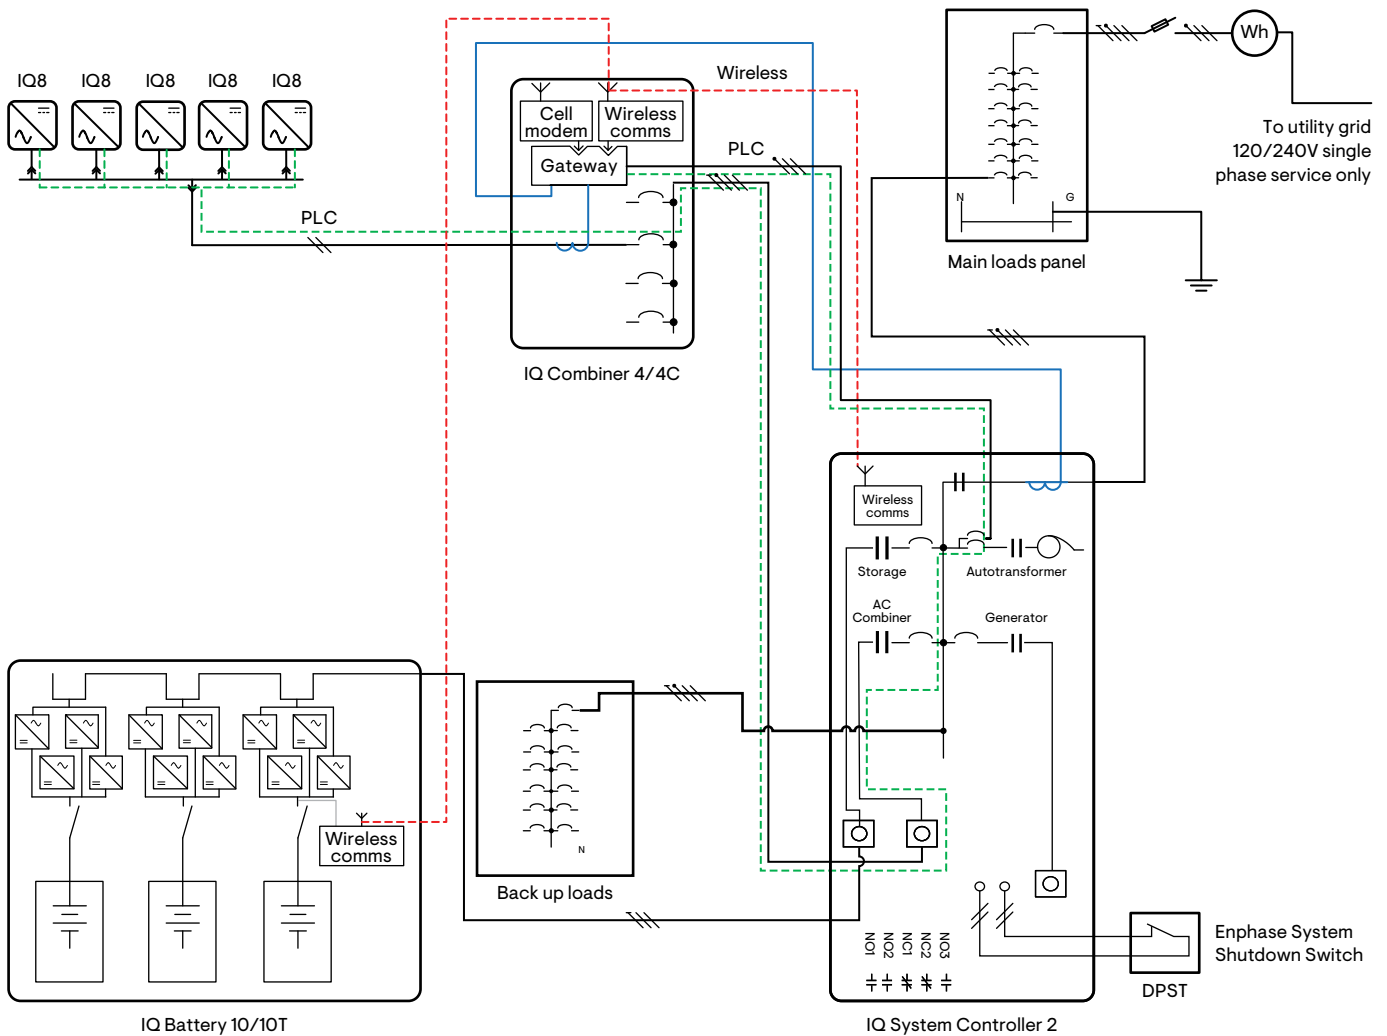 IQ8 IQ8 IQ8 IQ8 IQ8
PLC
Cell
modem
Wireless
comms
Gateway
IQ Combiner 4/4C
Wireless
PLC
N
G
Main loads panel
Wh
To utility grid
120/240V single
phase service only
Wireless
comms
Storage
Autotransformer
AC
Combiner
Generator
NO1
NO2
NC1
NC2
NO3
IQ System Controller 2
Enphase System
Shutdown Switch
DPST
N
Back up loads
Wireless
comms
IQ Battery 10/10T